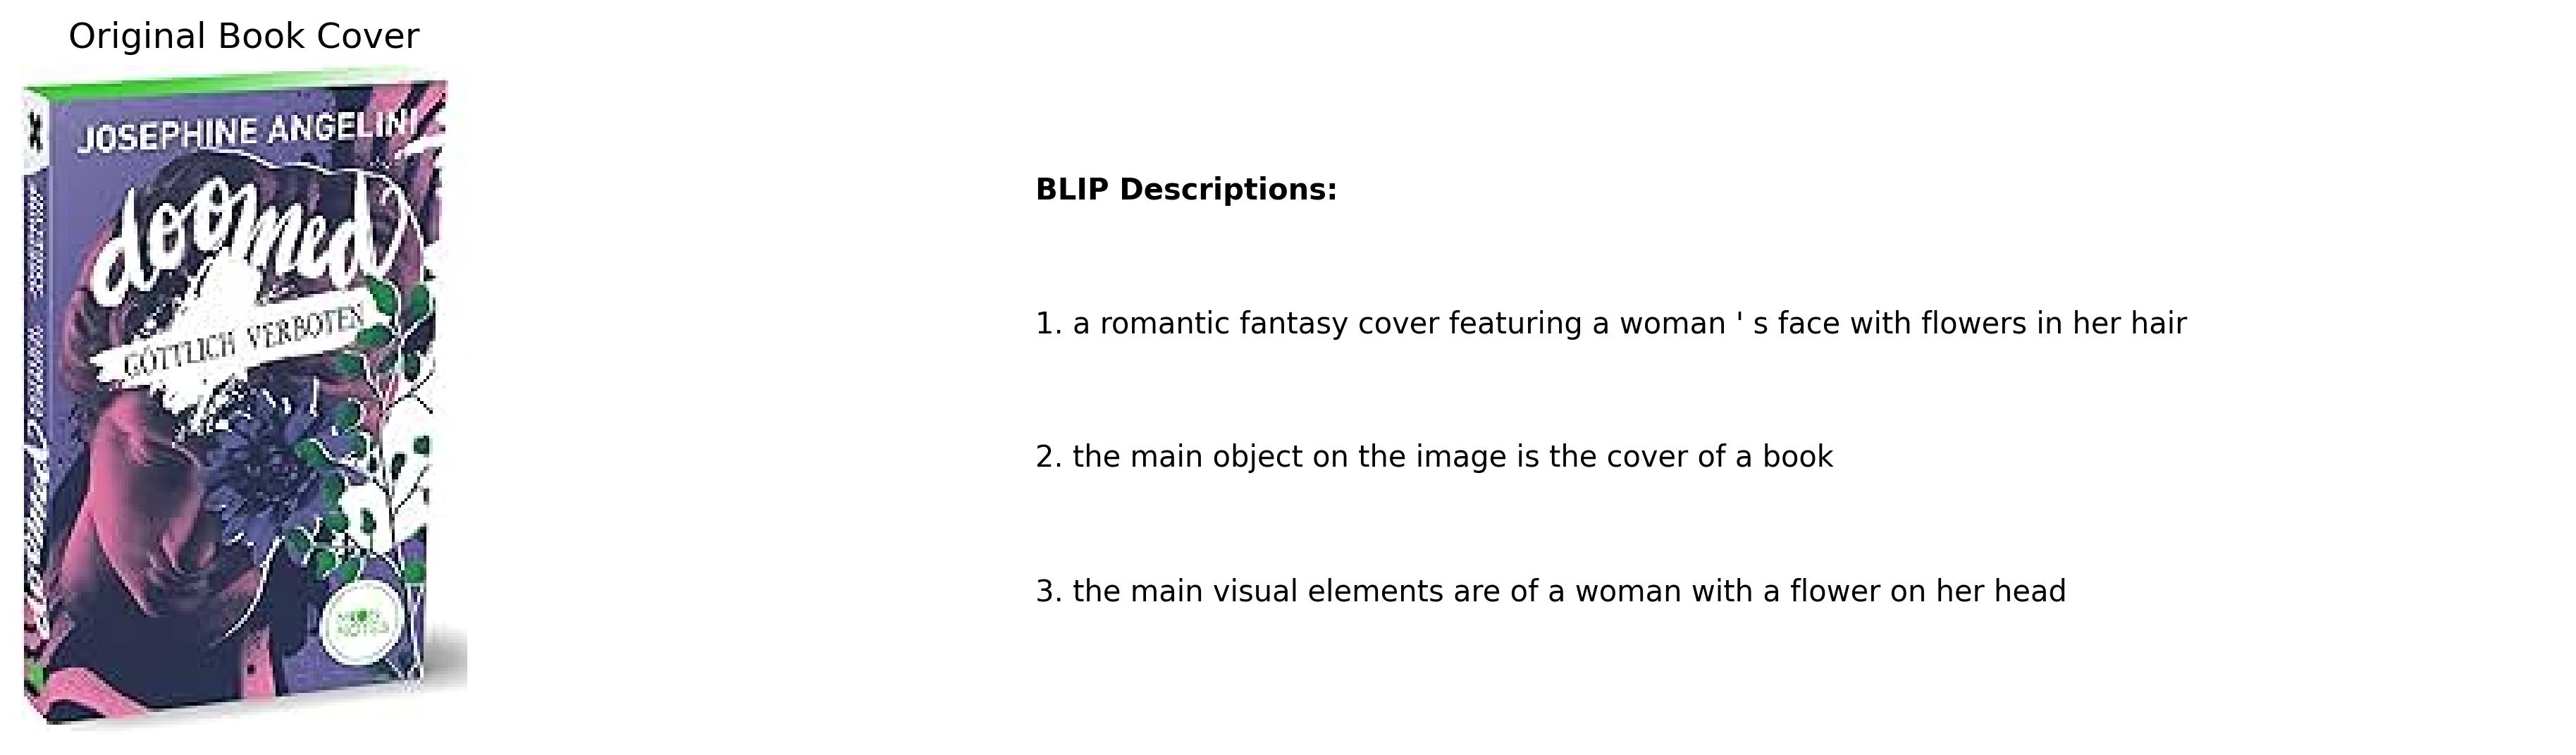 Original Book Cover
JOSEPHINE ANGELINI
doomed
GÖTTLICH VERBOTEN
BLIP Descriptions:
1. a romantic fantasy cover featuring a woman ' s face with flowers in her hair
2. the main object on the image is the cover of a book
3. the main visual elements are of a woman with a flower on her head